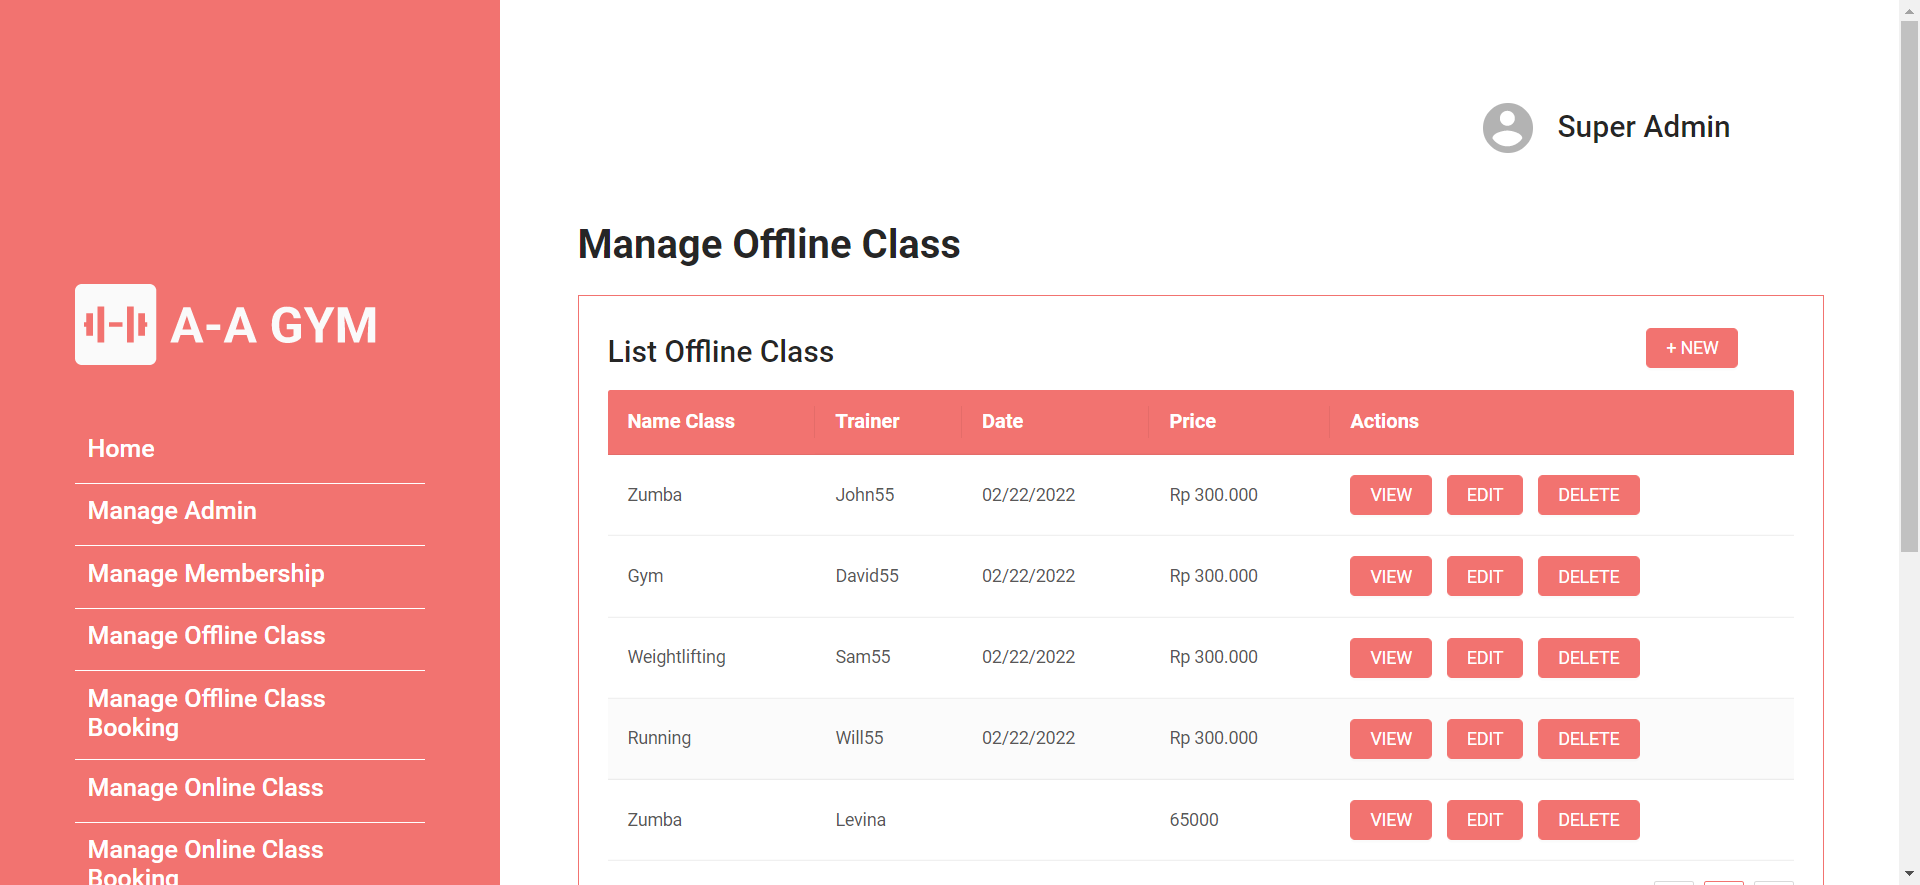 Super Admin
Manage Offline Class
A-A GYM
Home
Manage Admin
Manage Membership
Manage Offline Class
Manage Offline Class
Booking
Manage Online Class
Manage Online Class
Booking
List Offline Class
+ NEW
Name Class Trainer Date Price Actions
Zumba John55 02/22/2022 Rp 300.000 VIEW EDIT DELETE
Gym David55 02/22/2022 Rp 300.000 VIEW EDIT DELETE
Weightlifting Sam55 02/22/2022 Rp 300.000 VIEW EDIT DELETE
Running Will55 02/22/2022 Rp 300.000 VIEW EDIT DELETE
Zumba Levina 65000 VIEW EDIT DELETE